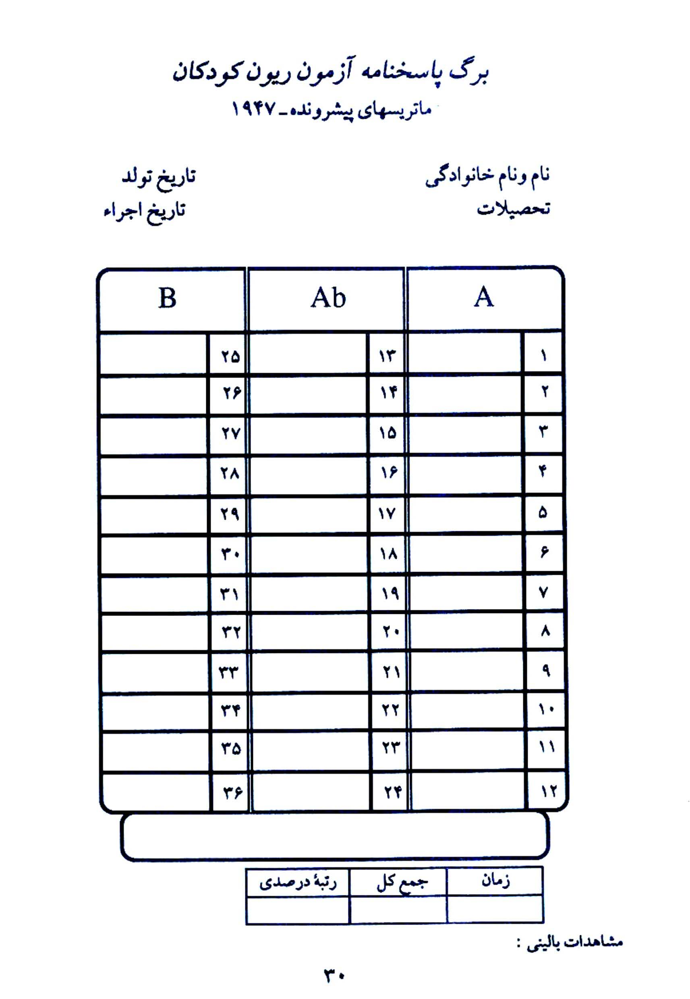 برگ پاسخنامه آزمون ریون کودکان
ماتریسهای پیشرونده ـ ۱۹۴۷
نام و نام خانوادگی تاریخ تولد
تحصیلات تاریخ اجراء
A Ab B
۱ ۱۳ ۲۵
۲ ۱۴ ۲۶
۳ ۱۵ ۲۷
۴ ۱۶ ۲۸
۵ ۱۷ ۲۹
۶ ۱۸ ۳۰
۷ ۱۹ ۳۱
۸ ۲۰ ۳۲
۹ ۲۱ ۳۳
۱۰ ۲۲ ۳۴
۱۱ ۲۳ ۳۵
۱۲ ۲۴ ۳۶
زمان جمع کل رتبهٔ درصدی
مشاهدات بالینی :
۳۰